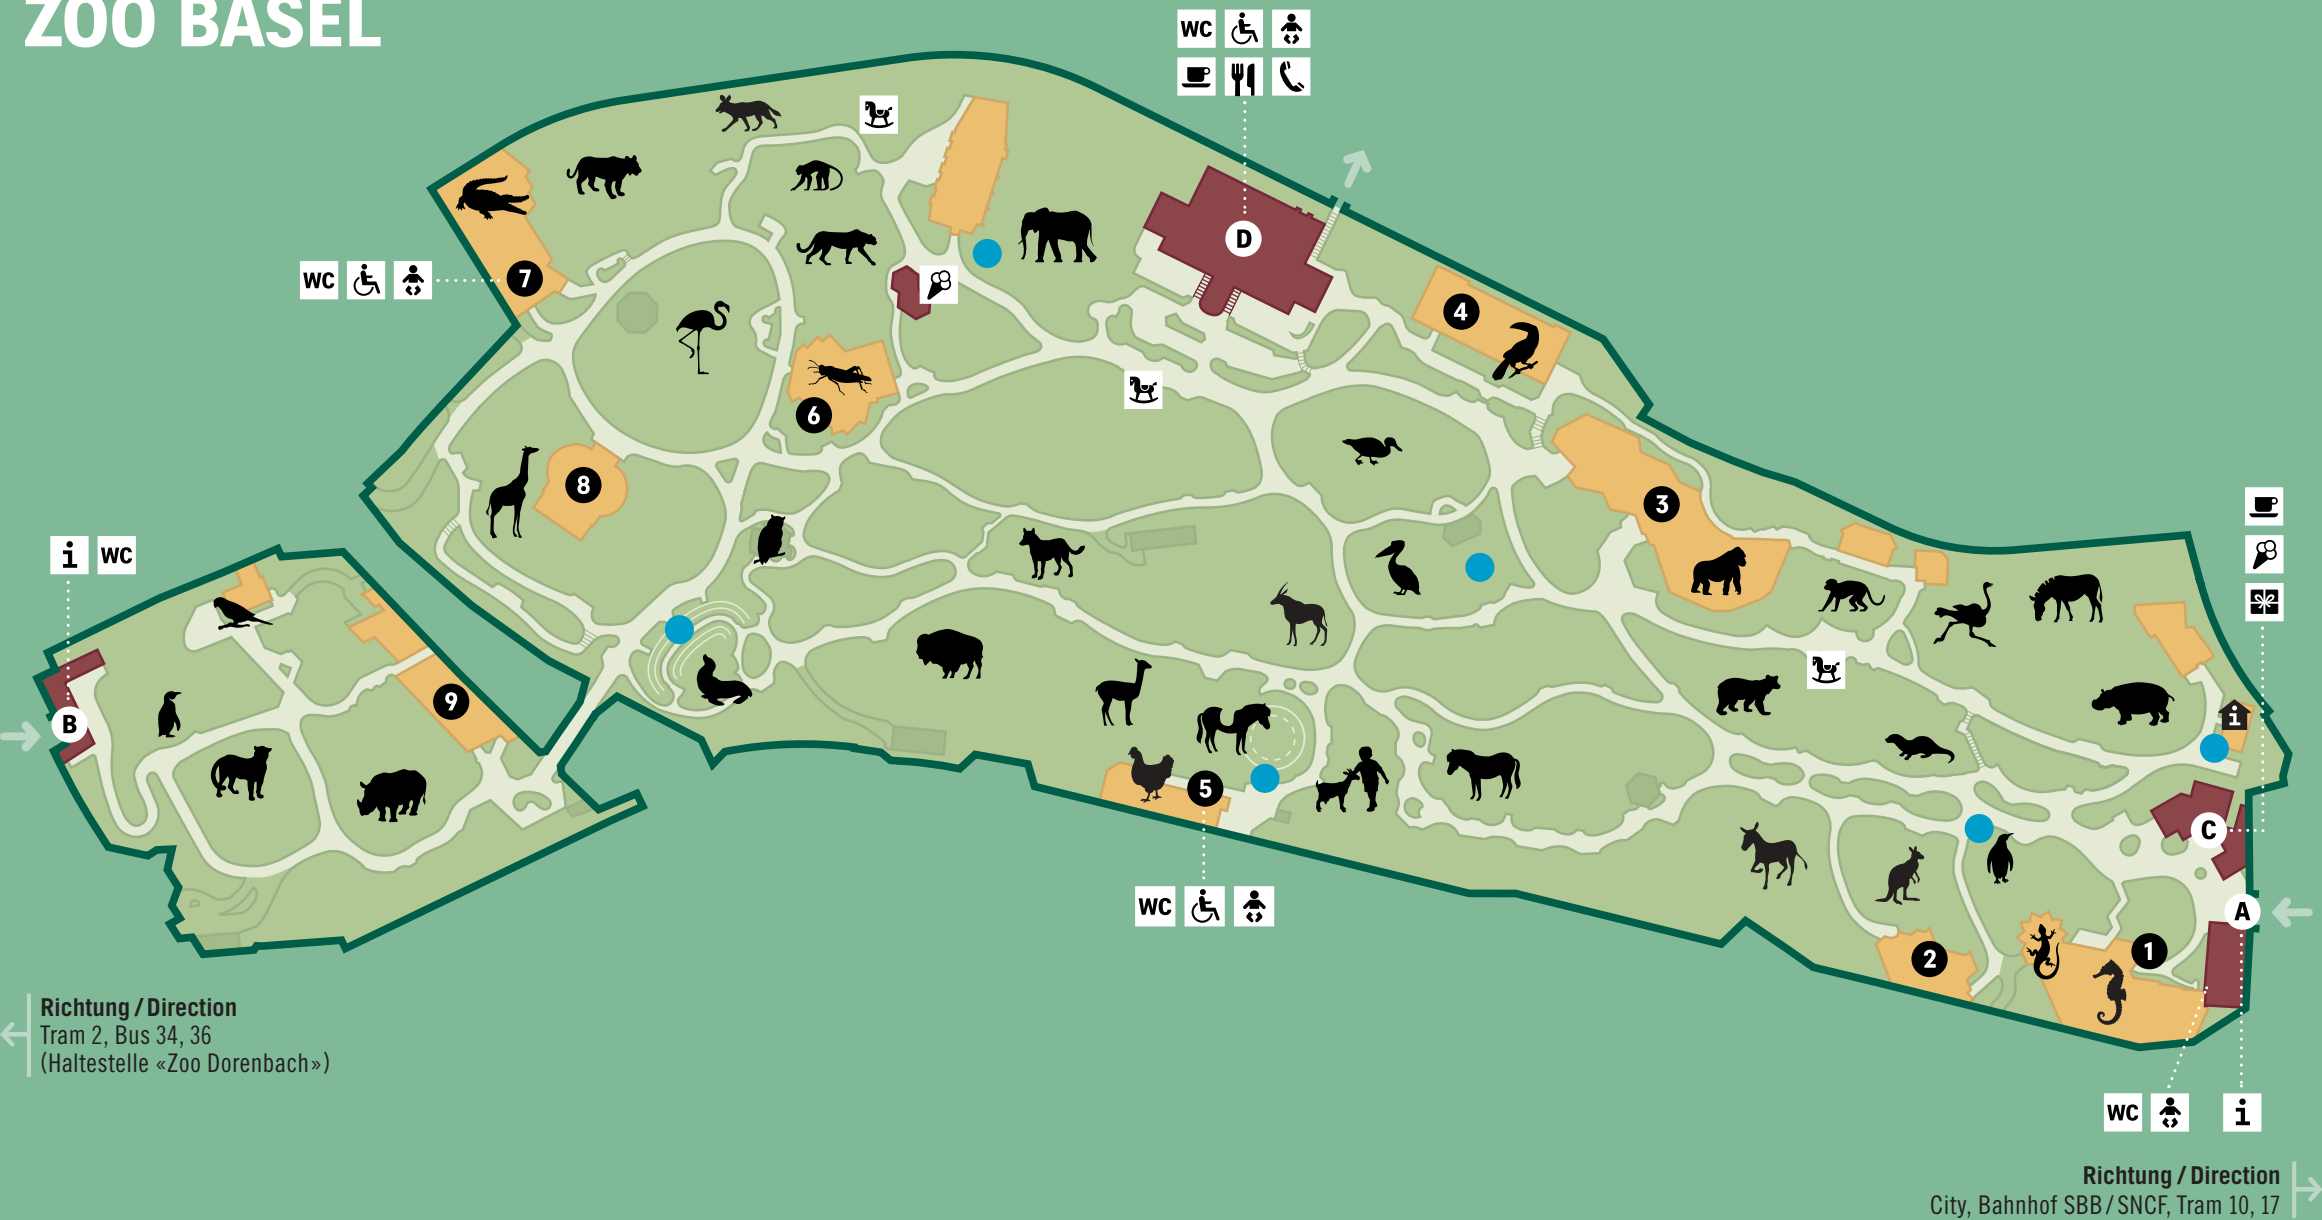 ZOO BASEL
WC
D
4
WC
7
6
3
8
i WC
9
B
5
WC
i
C
A
1
2
Richtung / Direction
Tram 2, Bus 34, 36
(Haltestelle «Zoo Dorenbach»)
WC
i
Richtung / Direction
City, Bahnhof SBB / SNCF, Tram 10, 17